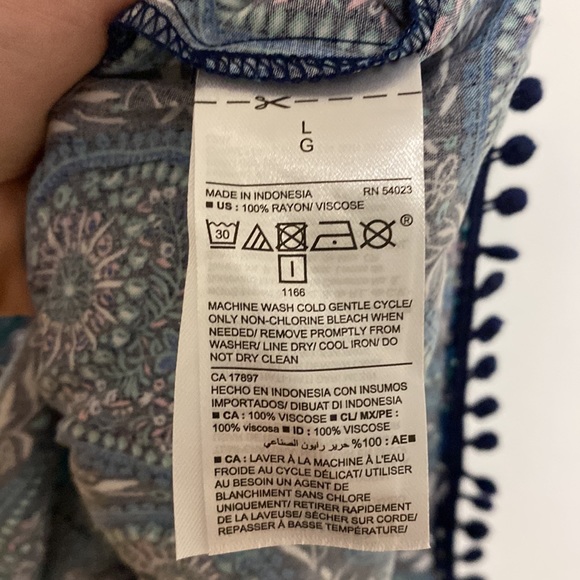 L
G
MADE IN INDONESIA RN 54023
■ US : 100% RAYON/ VISCOSE
30 ®
1166
MACHINE WASH COLD GENTLE CYCLE/
ONLY NON-CHLORINE BLEACH WHEN
NEEDED/ REMOVE PROMPTLY FROM
WASHER/ LINE DRY/ COOL IRON/ DO
NOT DRY CLEAN
CA 17897
HECHO EN INDONESIA CON INSUMOS
IMPORTADOS/ DIBUAT DI INDONESIA
■ CA : 100% VISCOSE ■ CL/ MX/PE :
100% viscosa ■ ID : 100% VISCOSE
■AE : 100% حرير رايون الصناعي
■ CA : LAVER À LA MACHINE À L'EAU
FROIDE AU CYCLE DÉLICAT/ UTILISER
AU BESOIN UN AGENT DE
BLANCHIMENT SANS CHLORE
UNIQUEMENT/ RETIRER RAPIDEMENT
DE LA LAVEUSE/ SÉCHER SUR CORDE/
REPASSER À BASSE TEMPÉRATURE/